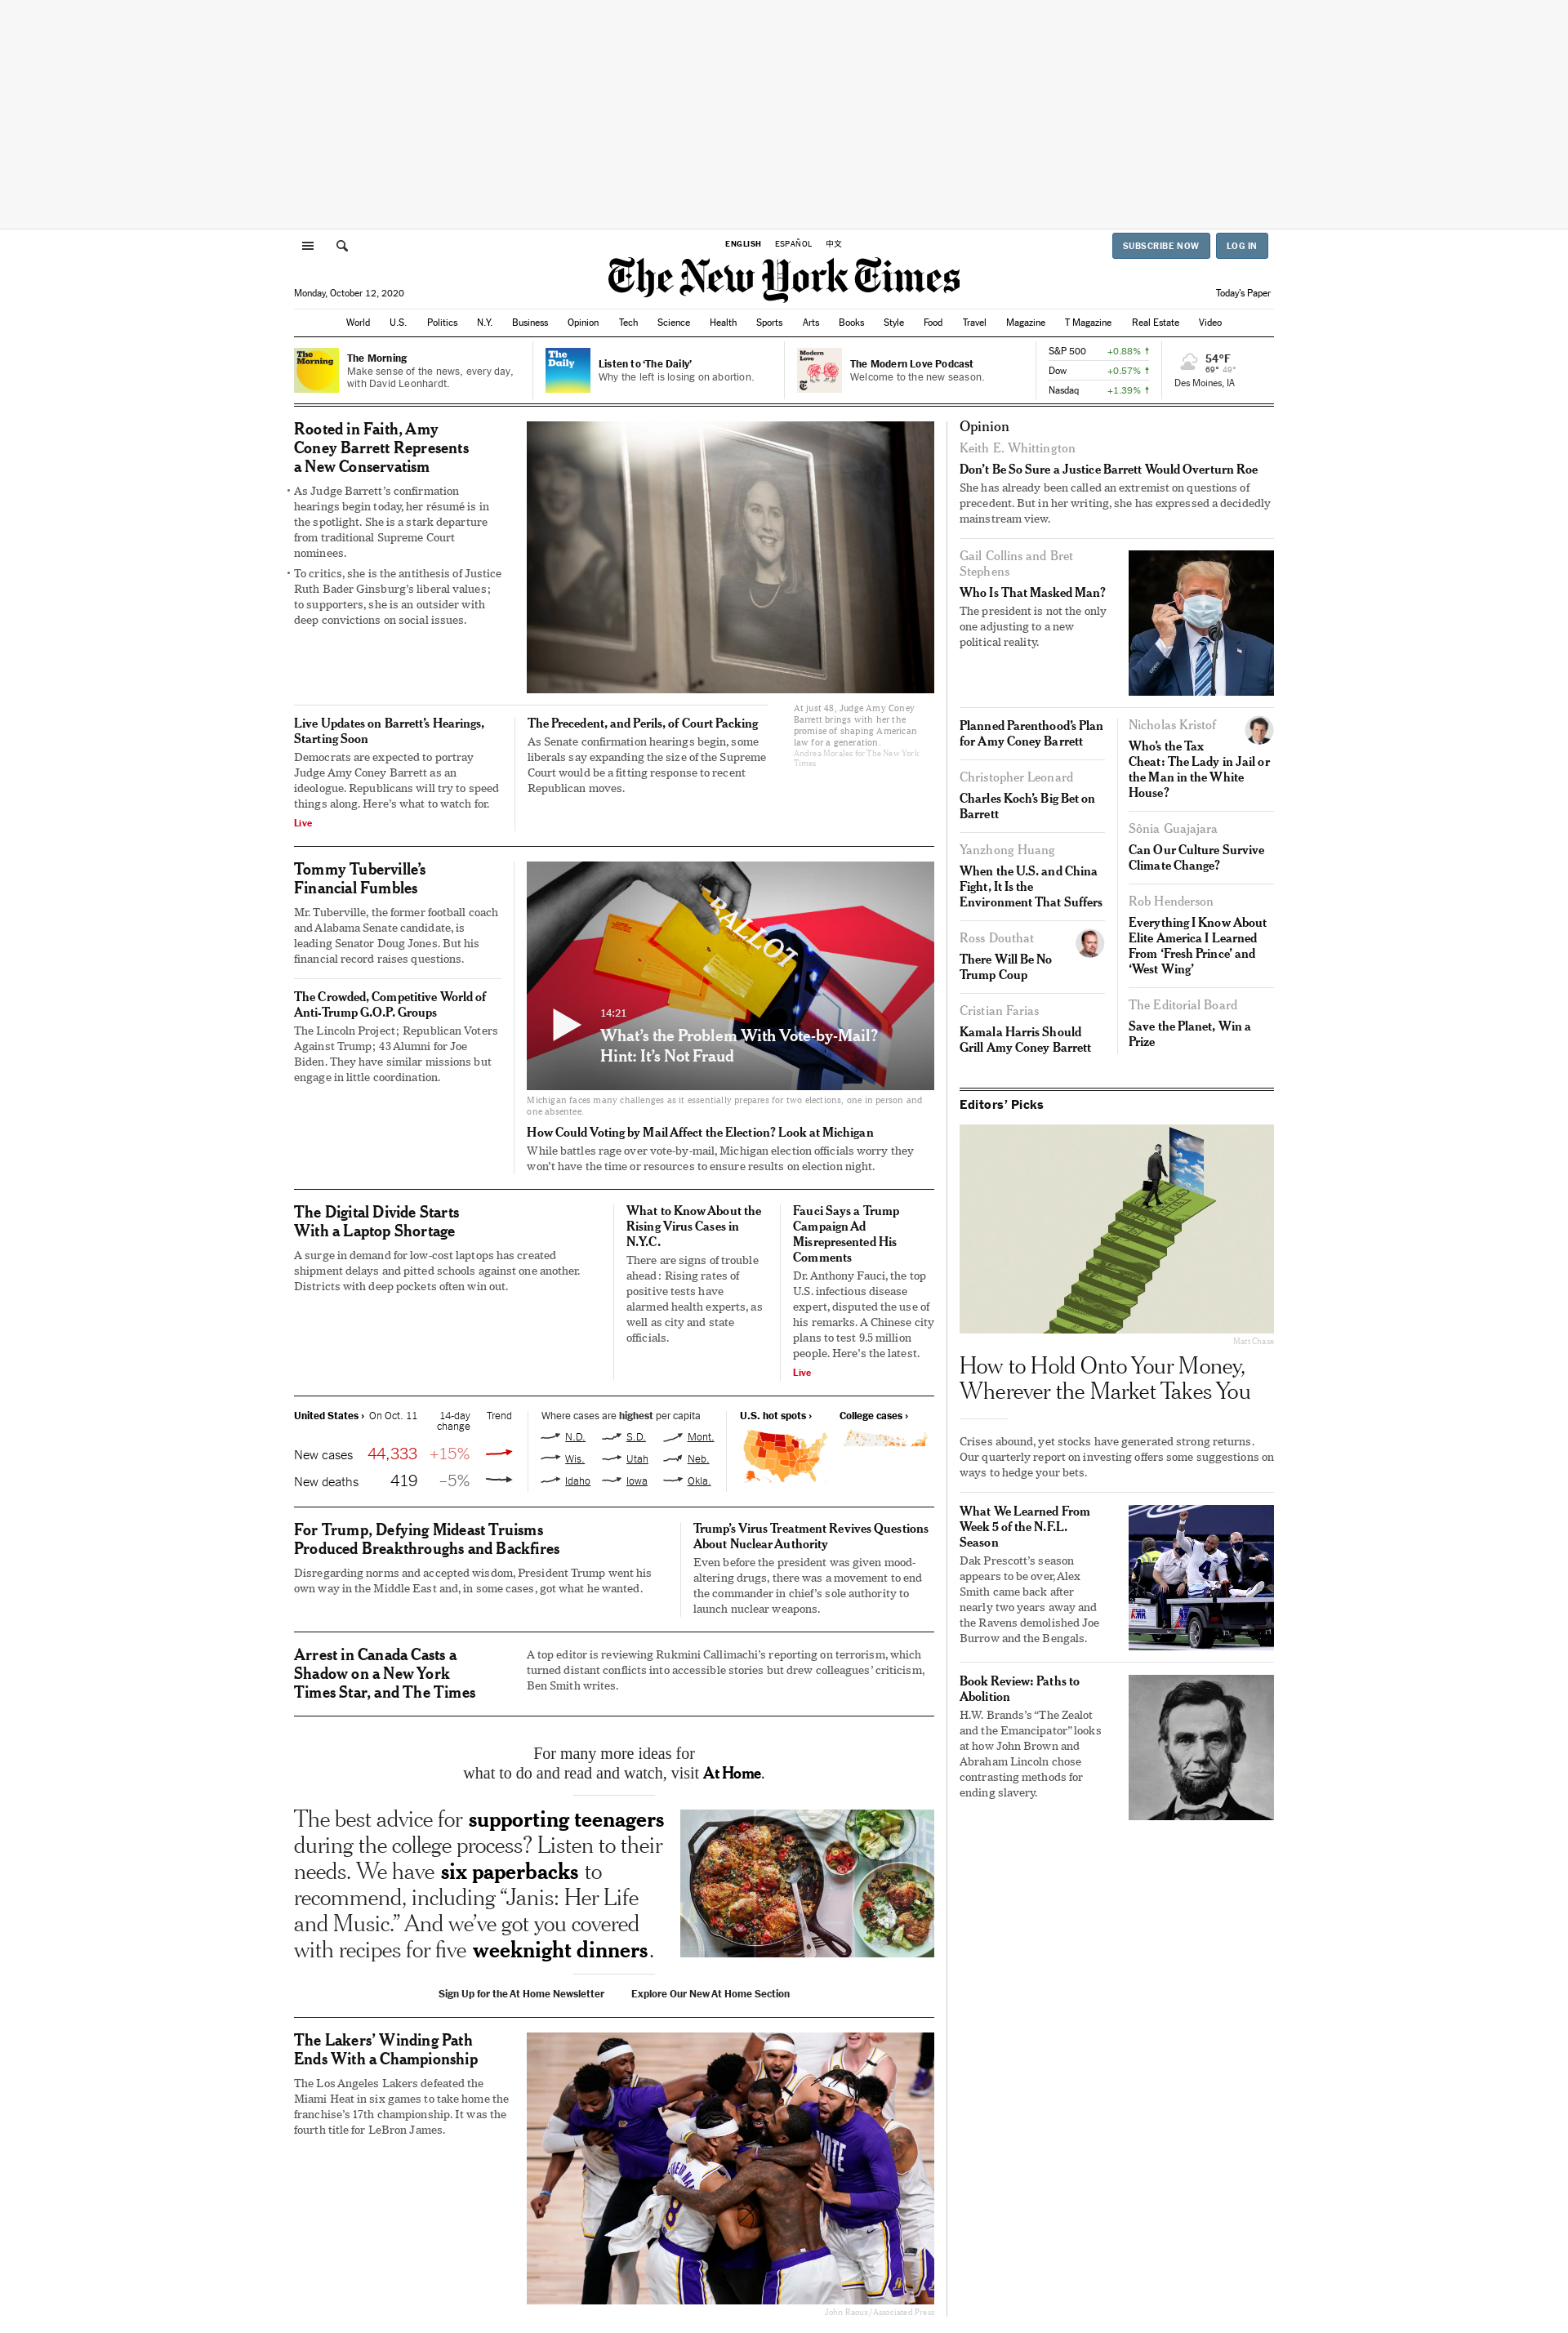 ENGLISH ESPAÑOL 中文
SUBSCRIBE NOW LOG IN
The New York Times
Monday, October 12, 2020
Today's Paper
World U.S. Politics N.Y. Business Opinion Tech Science Health Sports Arts Books Style Food Travel Magazine T Magazine Real Estate Video
The Morning
The Morning
Make sense of the news, every day,
with David Leonhardt.
The Daily
Listen to ‘The Daily’
Why the left is losing on abortion.
Modern Love
The Modern Love Podcast
Welcome to the new season.
S&P 500 +0.88% ↑
Dow +0.57% ↑
Nasdaq +1.39% ↑
54°F
69° 49°
Des Moines, IA
Rooted in Faith, Amy
Coney Barrett Represents
a New Conservatism
• As Judge Barrett’s confirmation
hearings begin today, her résumé is in
the spotlight. She is a stark departure
from traditional Supreme Court
nominees.
• To critics, she is the antithesis of Justice
Ruth Bader Ginsburg’s liberal values;
to supporters, she is an outsider with
deep convictions on social issues.
At just 48, Judge Amy Coney
Barrett brings with her the
promise of shaping American
law for a generation.
Andrea Morales for The New York
Times
Live Updates on Barrett’s Hearings,
Starting Soon
Democrats are expected to portray
Judge Amy Coney Barrett as an
ideologue. Republicans will try to speed
things along. Here’s what to watch for.
Live
The Precedent, and Perils, of Court Packing
As Senate confirmation hearings begin, some
liberals say expanding the size of the Supreme
Court would be a fitting response to recent
Republican moves.
Tommy Tuberville’s
Financial Fumbles
Mr. Tuberville, the former football coach
and Alabama Senate candidate, is
leading Senator Doug Jones. But his
financial record raises questions.
The Crowded, Competitive World of
Anti-Trump G.O.P. Groups
The Lincoln Project; Republican Voters
Against Trump; 43 Alumni for Joe
Biden. They have similar missions but
engage in little coordination.
BALLOT
14:21
What’s the Problem With Vote-by-Mail?
Hint: It’s Not Fraud
Michigan faces many challenges as it essentially prepares for two elections, one in person and
one absentee.
How Could Voting by Mail Affect the Election? Look at Michigan
While battles rage over vote-by-mail, Michigan election officials worry they
won’t have the time or resources to ensure results on election night.
The Digital Divide Starts
With a Laptop Shortage
A surge in demand for low-cost laptops has created
shipment delays and pitted schools against one another.
Districts with deep pockets often win out.
What to Know About the
Rising Virus Cases in
N.Y.C.
There are signs of trouble
ahead: Rising rates of
positive tests have
alarmed health experts, as
well as city and state
officials.
Fauci Says a Trump
Campaign Ad
Misrepresented His
Comments
Dr. Anthony Fauci, the top
U.S. infectious disease
expert, disputed the use of
his remarks. A Chinese city
plans to test 9.5 million
people. Here’s the latest.
Live
United States › On Oct. 11 14-day change Trend
New cases 44,333 +15%
New deaths 419 –5%
Where cases are highest per capita
N.D. S.D. Mont.
Wis. Utah Neb.
Idaho Iowa Okla.
U.S. hot spots › College cases ›
For Trump, Defying Mideast Truisms
Produced Breakthroughs and Backfires
Disregarding norms and accepted wisdom, President Trump went his
own way in the Middle East and, in some cases, got what he wanted.
Trump’s Virus Treatment Revives Questions
About Nuclear Authority
Even before the president was given mood-
altering drugs, there was a movement to end
the commander in chief’s sole authority to
launch nuclear weapons.
Arrest in Canada Casts a
Shadow on a New York
Times Star, and The Times
A top editor is reviewing Rukmini Callimachi’s reporting on terrorism, which
turned distant conflicts into accessible stories but drew colleagues’ criticism,
Ben Smith writes.
For many more ideas for
what to do and read and watch, visit At Home.
The best advice for supporting teenagers
during the college process? Listen to their
needs. We have six paperbacks to
recommend, including “Janis: Her Life
and Music.” And we’ve got you covered
with recipes for five weeknight dinners.
Sign Up for the At Home Newsletter Explore Our New At Home Section
The Lakers’ Winding Path
Ends With a Championship
The Los Angeles Lakers defeated the
Miami Heat in six games to take home the
franchise’s 17th championship. It was the
fourth title for LeBron James.
VOTE
8
John Raoux/Associated Press
Opinion
Keith E. Whittington
Don’t Be So Sure a Justice Barrett Would Overturn Roe
She has already been called an extremist on questions of
precedent. But in her writing, she has expressed a decidedly
mainstream view.
Gail Collins and Bret
Stephens
Who Is That Masked Man?
The president is not the only
one adjusting to a new
political reality.
Planned Parenthood’s Plan
for Amy Coney Barrett
Christopher Leonard
Charles Koch’s Big Bet on
Barrett
Yanzhong Huang
When the U.S. and China
Fight, It Is the
Environment That Suffers
Ross Douthat
There Will Be No
Trump Coup
Cristian Farias
Kamala Harris Should
Grill Amy Coney Barrett
Nicholas Kristof
Who’s the Tax
Cheat: The Lady in Jail or
the Man in the White
House?
Sônia Guajajara
Can Our Culture Survive
Climate Change?
Rob Henderson
Everything I Know About
Elite America I Learned
From ‘Fresh Prince’ and
‘West Wing’
The Editorial Board
Save the Planet, Win a
Prize
Editors’ Picks
Matt Chase
How to Hold Onto Your Money,
Wherever the Market Takes You
Crises abound, yet stocks have generated strong returns.
Our quarterly report on investing offers some suggestions on
ways to hedge your bets.
What We Learned From
Week 5 of the N.F.L.
Season
Dak Prescott’s season
appears to be over, Alex
Smith came back after
nearly two years away and
the Ravens demolished Joe
Burrow and the Bengals.
4
Book Review: Paths to
Abolition
H.W. Brands’s “The Zealot
and the Emancipator” looks
at how John Brown and
Abraham Lincoln chose
contrasting methods for
ending slavery.